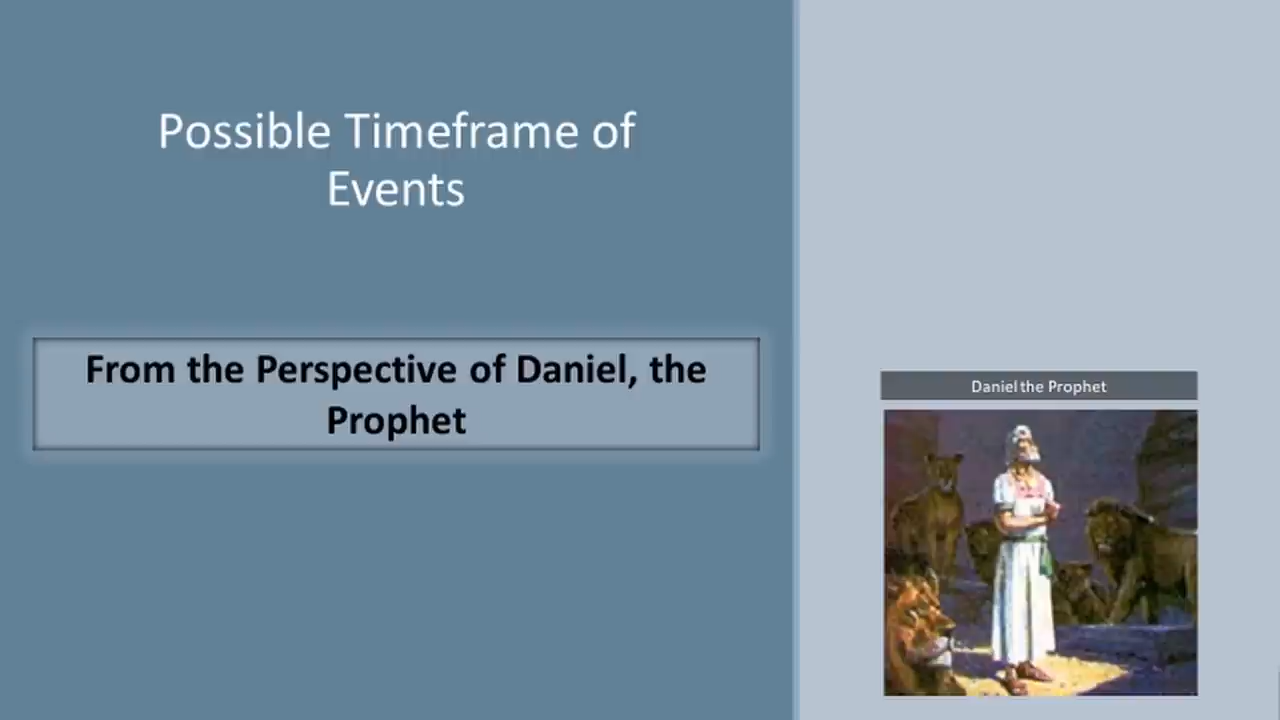 Possible Timeframe of
Events
From the Perspective of Daniel, the
Prophet
Daniel the Prophet